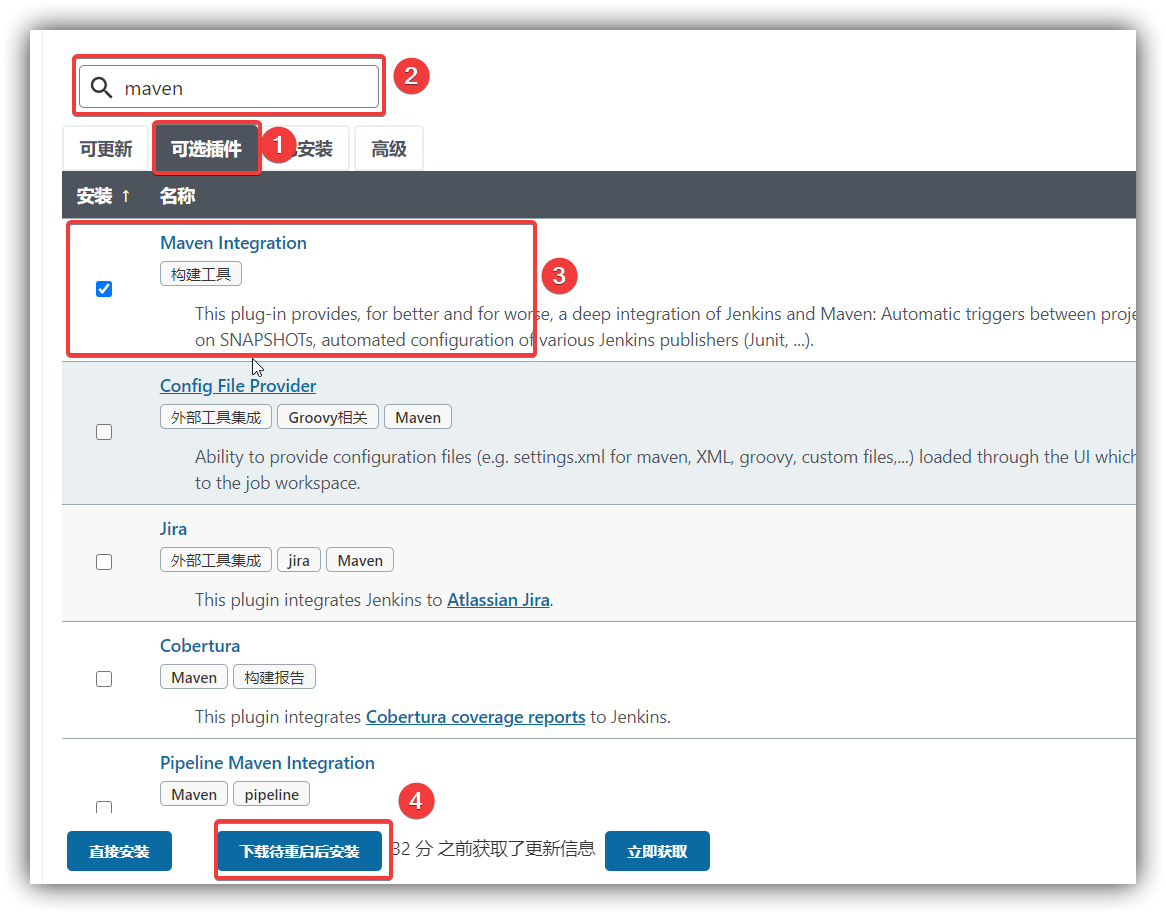 maven
2
可更新
可选插件
1
安装
高级
安装 ↑ 名称
Maven Integration
构建工具
3
This plug-in provides, for better and for worse, a deep integration of Jenkins and Maven: Automatic triggers between proje
on SNAPSHOTs, automated configuration of various Jenkins publishers (Junit, ...).
Config File Provider
外部工具集成 Groovy相关 Maven
Ability to provide configuration files (e.g. settings.xml for maven, XML, groovy, custom files,...) loaded through the UI which
to the job workspace.
Jira
外部工具集成 jira Maven
This plugin integrates Jenkins to Atlassian Jira.
Cobertura
Maven 构建报告
This plugin integrates Cobertura coverage reports to Jenkins.
Pipeline Maven Integration
Maven pipeline
4
直接安装
下载待重启后安装
32 分 之前获取了更新信息
立即获取